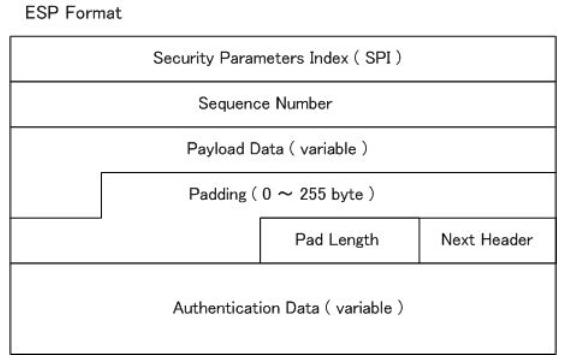 ESP Format
Security Parameters Index ( SPI )
Sequence Number
Payload Data ( variable )
Padding ( 0 ～ 255 byte )
Pad Length
Next Header
Authentication Data ( variable )